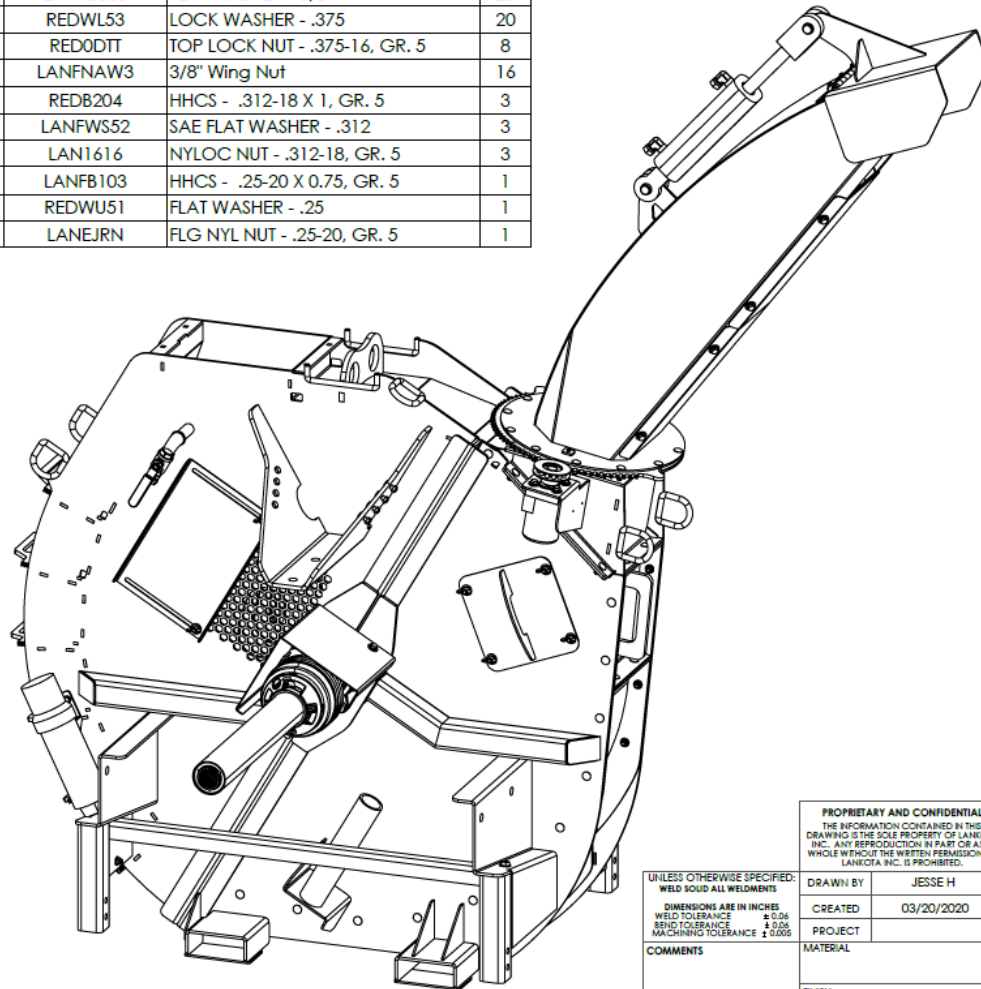 REDWL53 LOCK WASHER - .375 20
RED0DTT TOP LOCK NUT - .375-16, GR. 5 8
LANFNAW3 3/8" Wing Nut 16
REDB204 HHCS - .312-18 X 1, GR. 5 3
LANFWS52 SAE FLAT WASHER - .312 3
LAN1616 NYLOC NUT - .312-18, GR. 5 3
LANFB103 HHCS - .25-20 X 0.75, GR. 5 1
REDWU51 FLAT WASHER - .25 1
LANEJRN FLG NYL NUT - .25-20, GR. 5 1
PROPRIETARY AND CONFIDENTIAL
THE INFORMATION CONTAINED IN THIS
DRAWING IS THE SOLE PROPERTY OF
INC. ANY REPRODUCTION IN PART OR
WHOLE WITHOUT THE WRITTEN PERMISSION
LANKOTA INC. IS PROHIBITED.
UNLESS OTHERWISE SPECIFIED:
WELD SOLID ALL WELDMENTS
DIMENSIONS ARE IN INCHES
WELD TOLERANCE ± 0.06
BEND TOLERANCE ± 0.06
MACHINING TOLERANCE ± 0.005
COMMENTS
DRAWN BY JESSE H
CREATED 03/20/2020
PROJECT
MATERIAL